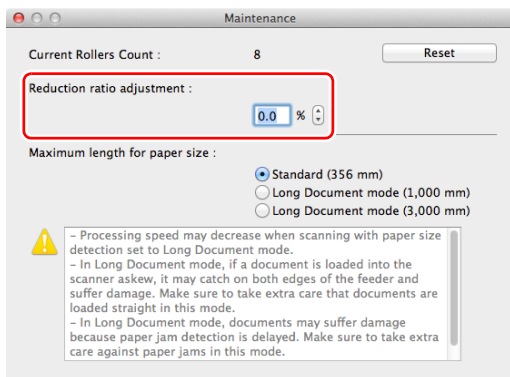 Maintenance
Current Rollers Count : 8 Reset
Reduction ratio adjustment :
0.0 %
Maximum length for paper size :
Standard (356 mm)
Long Document mode (1,000 mm)
Long Document mode (3,000 mm)
– Processing speed may decrease when scanning with paper size
detection set to Long Document mode.
– In Long Document mode, if a document is loaded into the
scanner askew, it may catch on both edges of the feeder and
suffer damage. Make sure to take extra care that documents are
loaded straight in this mode.
– In Long Document mode, documents may suffer damage
because paper jam detection is delayed. Make sure to take extra
care against paper jams in this mode.